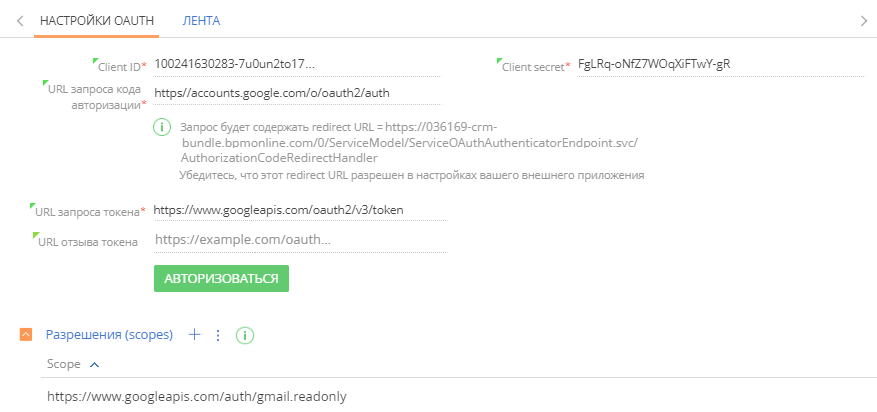 НАСТРОЙКИ OAUTH ЛЕНТА
Client ID* 100241630283-7u0un2to17...
Client secret* FgLRq-oNfZ7WOqXiFTwY-gR
URL запроса кода
авторизации* https//accounts.google.com/o/oauth2/auth
Запрос будет содержать redirect URL = https://036169-crm-
bundle.bpmonline.com/0/ServiceModel/ServiceOAuthAuthenticatorEndpoint.svc/
AuthorizationCodeRedirectHandler
Убедитесь, что этот redirect URL разрешен в настройках вашего внешнего приложения
URL запроса токена* https://www.googleapis.com/oauth2/v3/token
URL отзыва токена https://example.com/oauth...
АВТОРИЗОВАТЬСЯ
Разрешения (scopes)
Scope
https://www.googleapis.com/auth/gmail.readonly